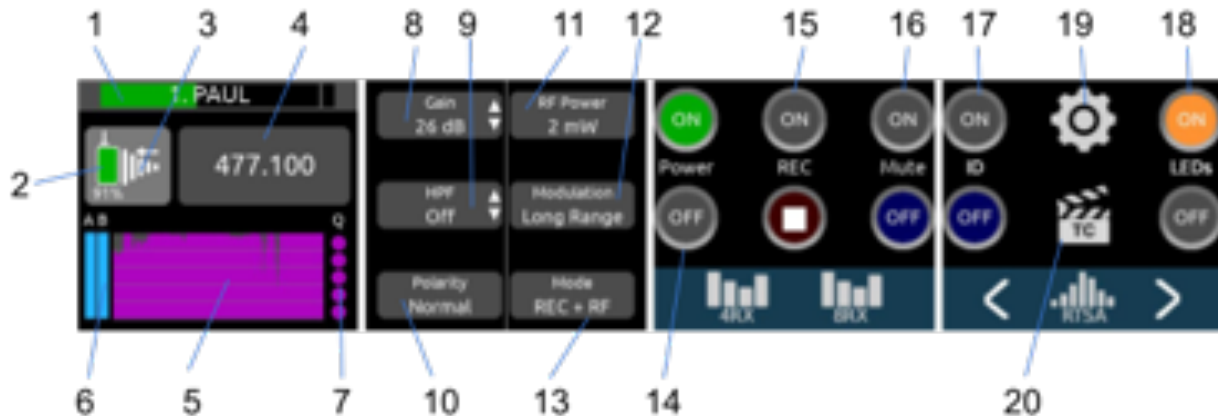 1 3 4 8 9 11 12 15 16 17 19 18
1. PAUL
Gain
26 dB
RF Power
2 mW
ON
ON
ON
ON
ON
477.100
Power
REC
Mute
ID
LEDs
2
91%
HPF
Off
Modulation
Long Range
OFF
OFF
OFF
TC
OFF
A B
Q
Polarity
Normal
Mode
REC + RF
4RX
8RX
<
RTSA
>
6 5 7 10 13 14 20